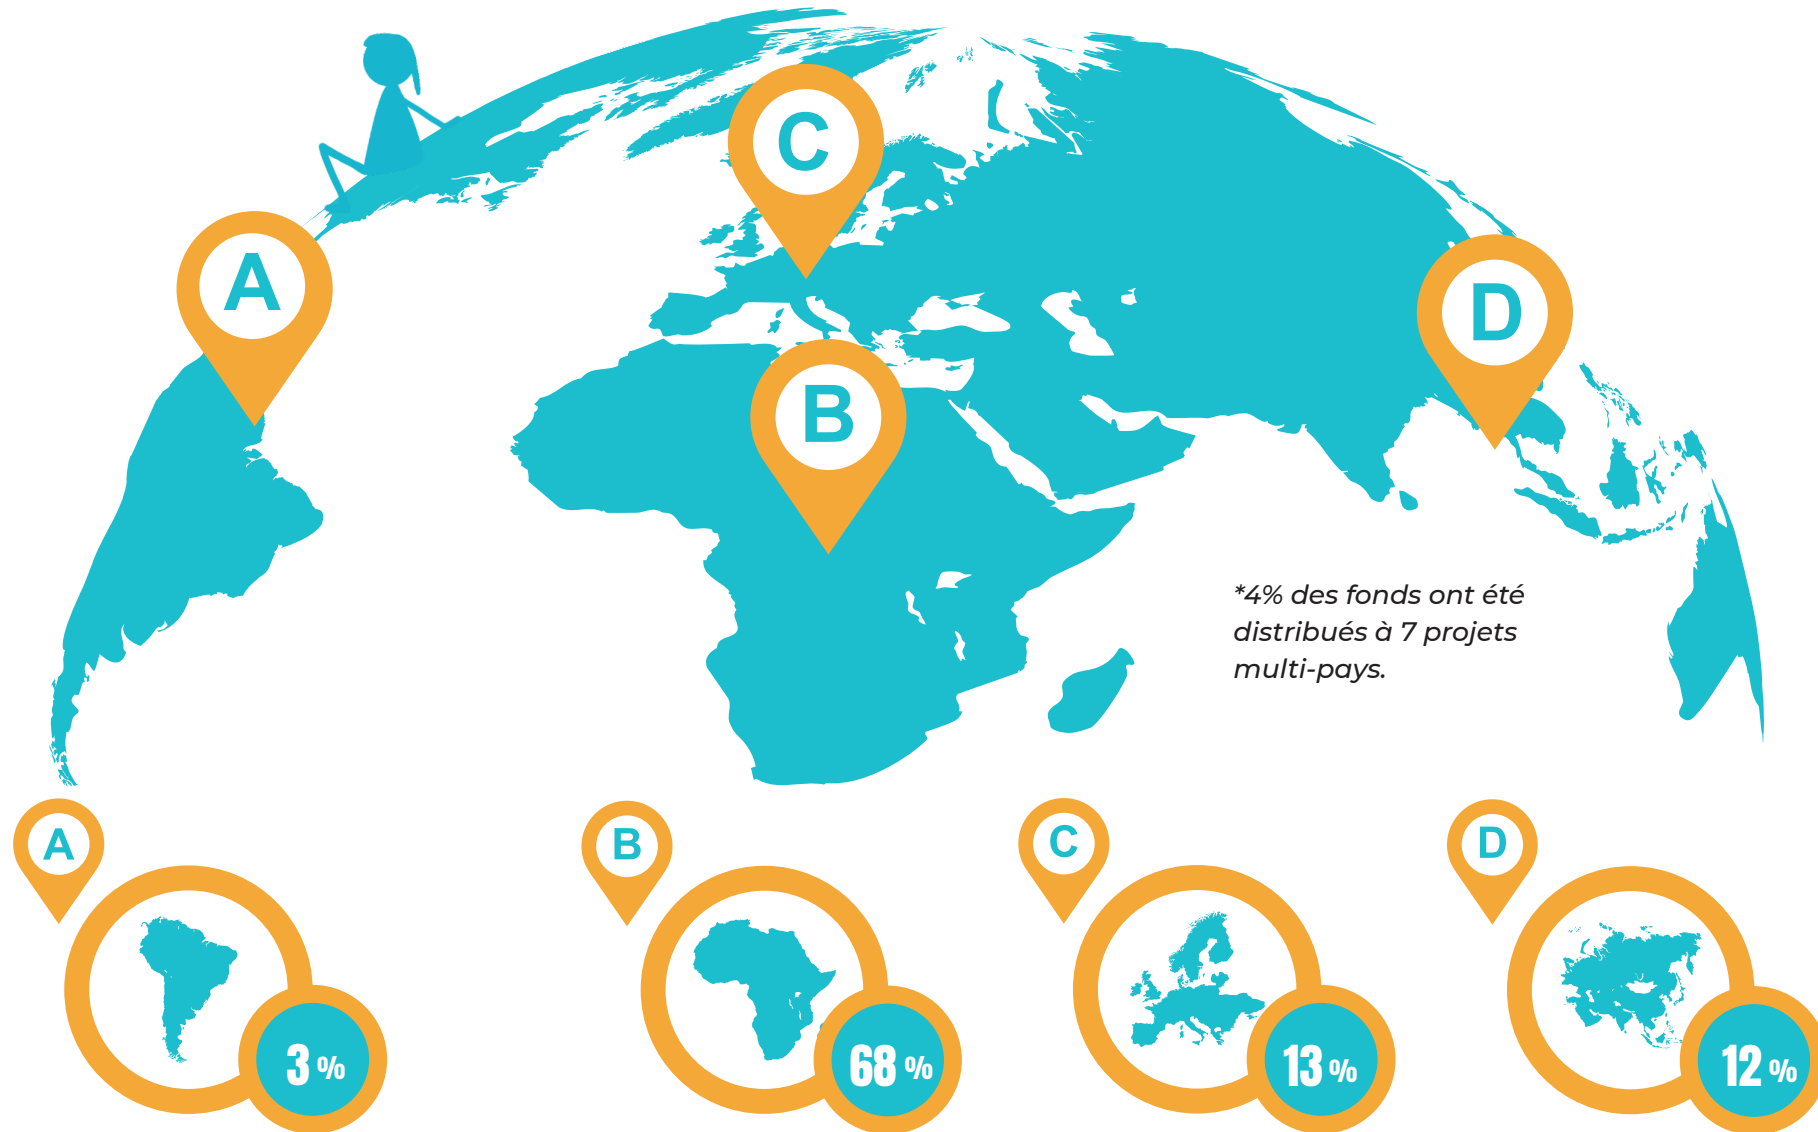 C
A
D
B
*4% des fonds ont été
distribués à 7 projets
multi-pays.
A
B
C
D
3 %
68 %
13 %
12 %